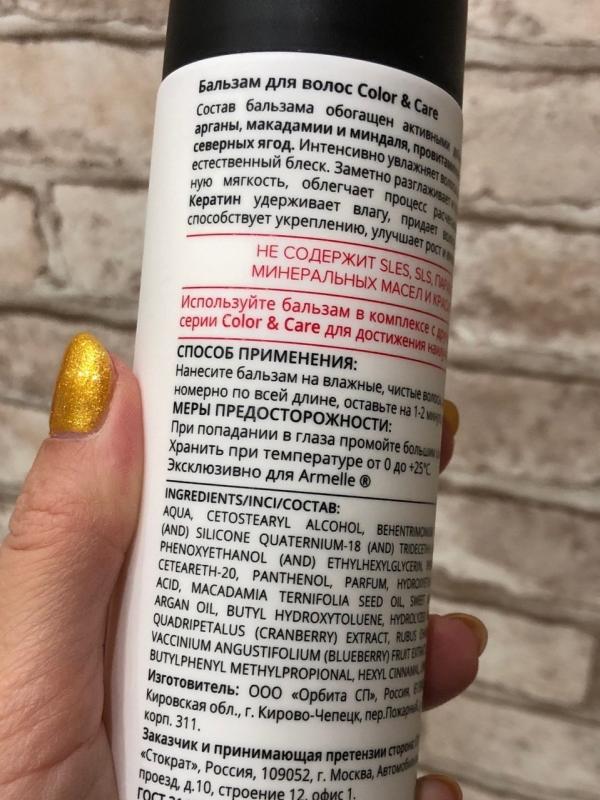 Бальзам для волос Color & Care
Состав бальзама обогащен активными
арганы, макадамии и миндаля,
северных ягод. Интенсивно увлажняет
естественный блеск. Заметно разглаживает
ную мягкость, облегчает процесс
Кератин удерживает влагу, придает
способствует укреплению, улучшает рост и
НЕ СОДЕРЖИТ SLES, SLS,
МИНЕРАЛЬНЫХ МАСЕЛ И
Используйте бальзам в комплексе с
серии Color & Care для достижения
СПОСОБ ПРИМЕНЕНИЯ:
Нанесите бальзам на влажные, чистые
номерно по всей длине, оставьте на 1-2
МЕРЫ ПРЕДОСТОРОЖНОСТИ:
При попадании в глаза промойте
Хранить при температуре от 0 до +25°С.
Эксклюзивно для Armelle ®
INGREDIENTS/INCI/СОСТАВ:
AQUA, CETOSTEARYL ALCOHOL,
(AND) SILICONE QUATERNIUM-18 (AND)
PHENOXYETHANOL (AND) ETHYLHEXYLGLYCERIN,
CETEARETH-20, PANTHENOL, PARFUM,
ACID, MACADAMIA TERNIFOLIA SEED OIL, SWEET
ARGAN OIL, BUTYL HYDROXYTOLUENE,
QUADRIPETALUS (CRANBERRY) EXTRACT, RUBUS
VACCINIUM ANGUSTIFOLIUM (BLUEBERRY) FRUIT
BUTYLPHENYL METHYLPROPIONAL, HEXYL CINNAMAL,
Изготовитель: ООО «Орбита СП», Россия,
Кировская обл., г. Кирово-Чепецк, пер.Пожарный,
корп. 311.
Заказчик и принимающая претензии
«Стократ», Россия, 109052, г. Москва,
проезд, д.10, строение 12, офис 1.
ГОСТ